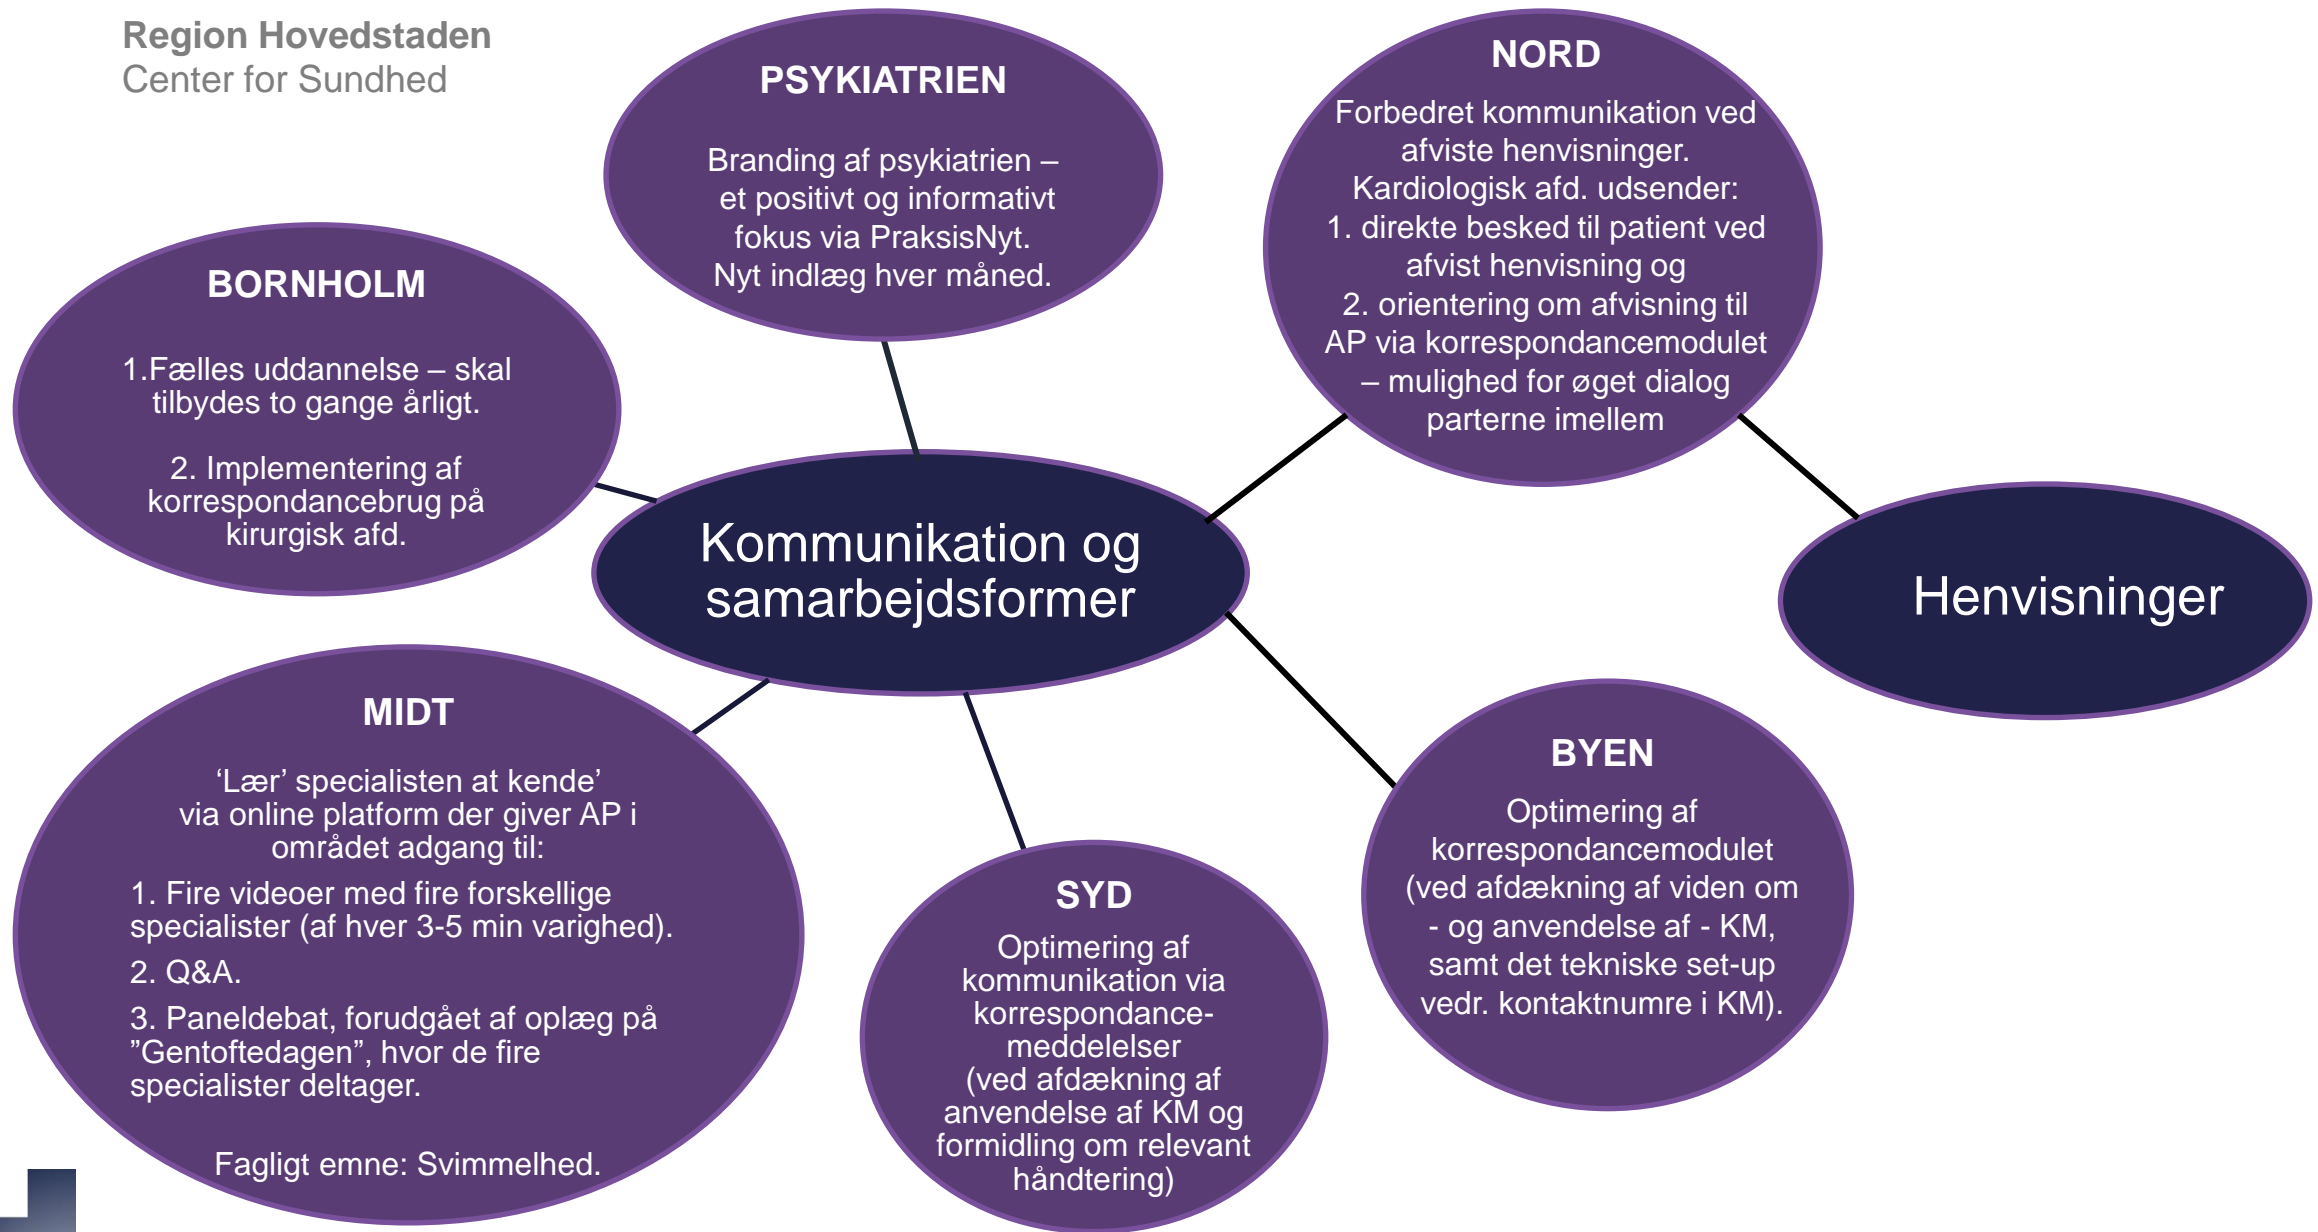 Region Hovedstaden
Center for Sundhed
PSYKIATRIEN
Branding af psykiatrien –
et positivt og informativt
fokus via PraksisNyt.
Nyt indlæg hver måned.
NORD
Forbedret kommunikation ved
afviste henvisninger.
Kardiologisk afd. udsender:
1. direkte besked til patient ved
afvist henvisning og
2. orientering om afvisning til
AP via korrespondancemodulet
– mulighed for øget dialog
parterne imellem
BORNHOLM
1.Fælles uddannelse – skal
tilbydes to gange årligt.
2. Implementering af
korrespondancebrug på
kirurgisk afd.
Kommunikation og
samarbejdsformer
Henvisninger
MIDT
‘Lær’ specialisten at kende’
via online platform der giver AP i
området adgang til:
1. Fire videoer med fire forskellige
specialister (af hver 3-5 min varighed).
2. Q&A.
3. Paneldebat, forudgået af oplæg på
”Gentoftedagen”, hvor de fire
specialister deltager.
Fagligt emne: Svimmelhed.
SYD
Optimering af
kommunikation via
korrespondance-
meddelelser
(ved afdækning af
anvendelse af KM og
formidling om relevant
håndtering)
BYEN
Optimering af
korrespondancemodulet
(ved afdækning af viden om
- og anvendelse af - KM,
samt det tekniske set-up
vedr. kontaktnumre i KM).